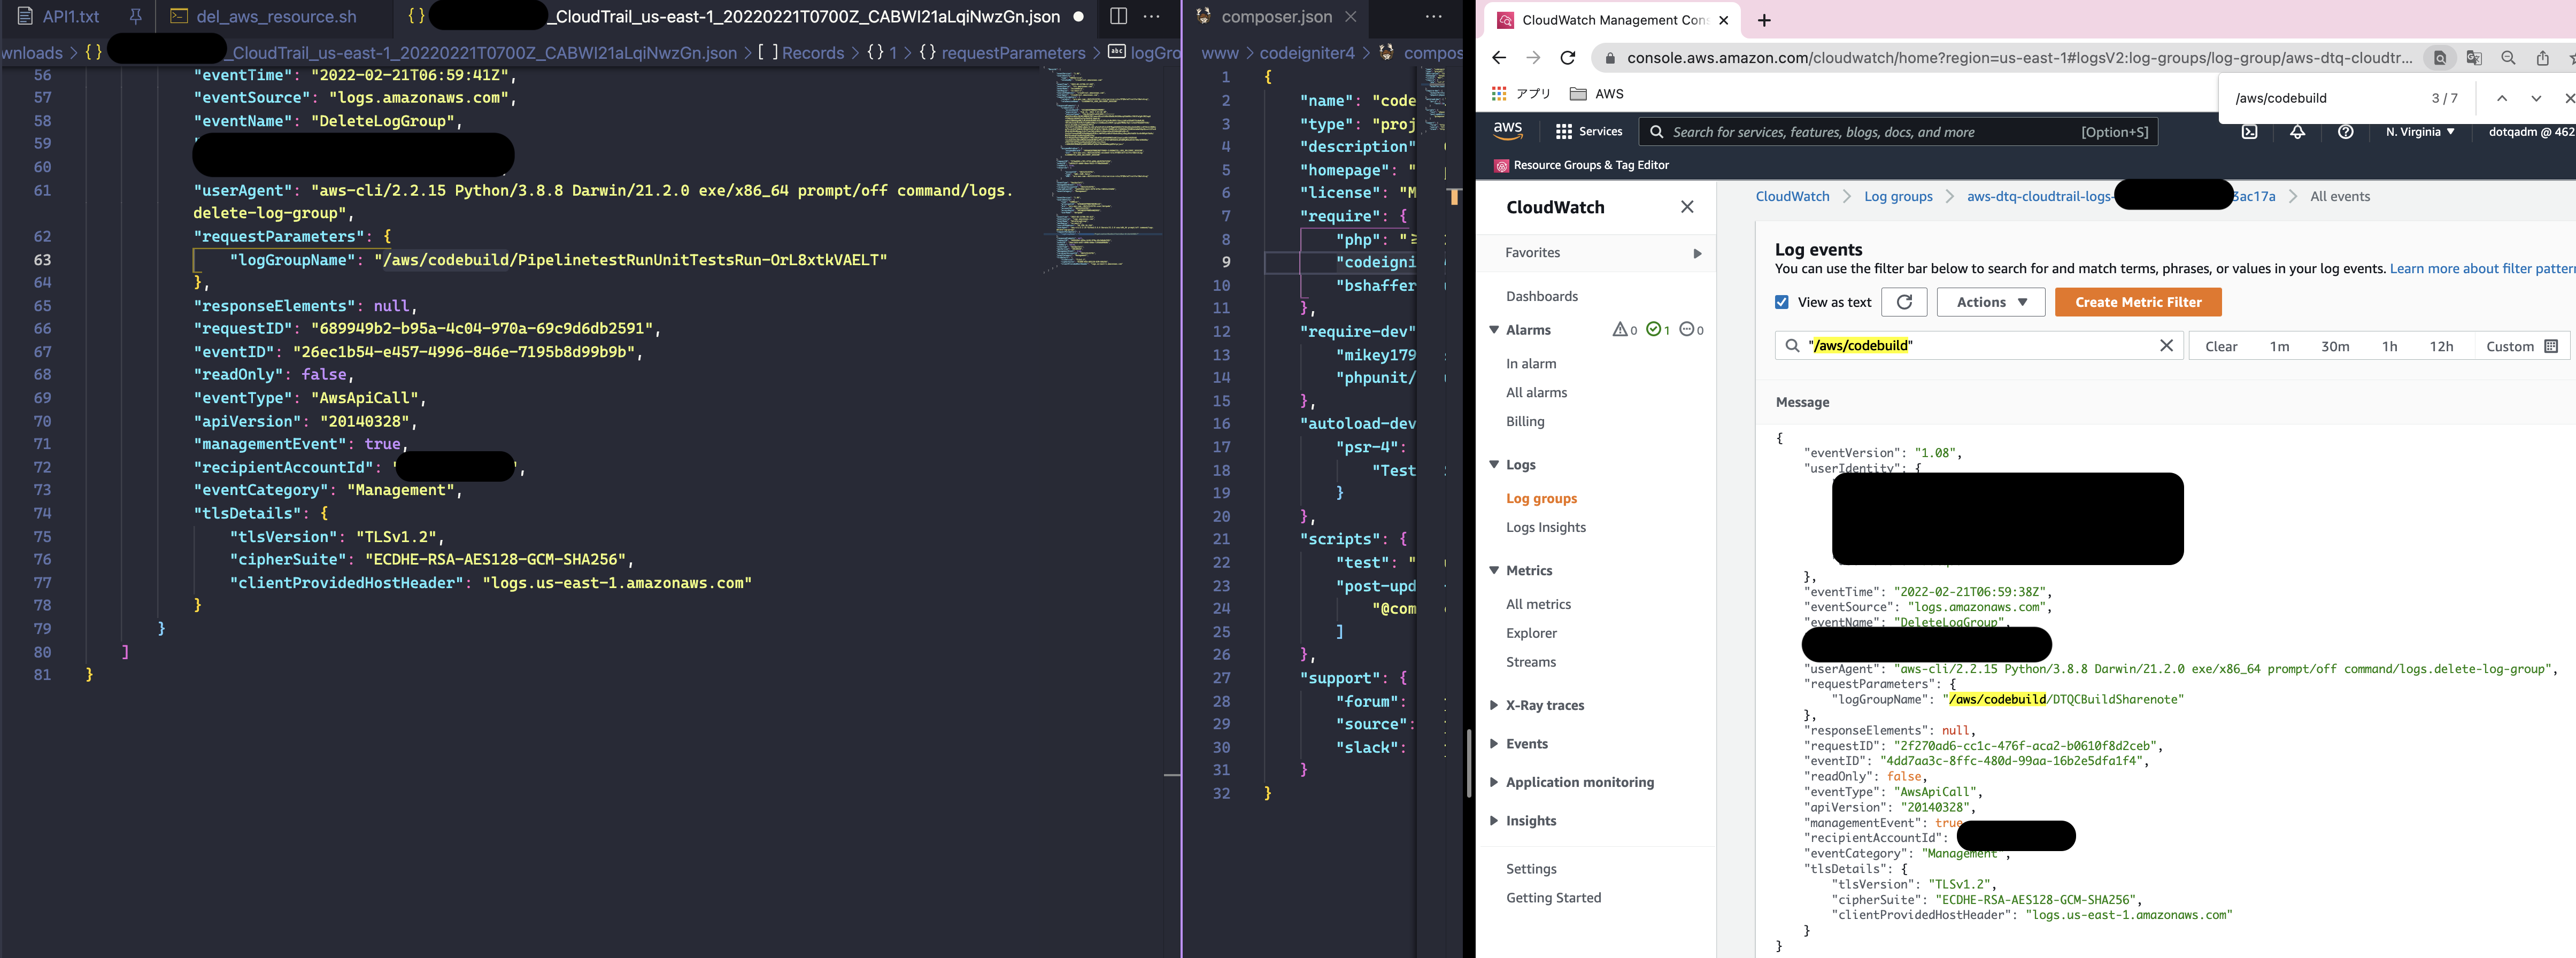 API1.txt
del_aws_resource.sh
{} _CloudTrail_us-east-1_20220221T0700Z_CABWI21aLqiNwzGn.json
wnloads > {} _CloudTrail_us-east-1_20220221T0700Z_CABWI21aLqiNwzGn.json > [ ] Records > {} 1 > {} requestParameters > logGro
56 "eventTime": "2022-02-21T06:59:41Z",
57 "eventSource": "logs.amazonaws.com",
58 "eventName": "DeleteLogGroup",
59
60
61 "userAgent": "aws-cli/2.2.15 Python/3.8.8 Darwin/21.2.0 exe/x86_64 prompt/off command/logs.
delete-log-group",
62 "requestParameters": {
63 "logGroupName": "/aws/codebuild/PipelinetestRunUnitTestsRun-OrL8xtkVAELT"
64 },
65 "responseElements": null,
66 "requestID": "689949b2-b95a-4c04-970a-69c9d6db2591",
67 "eventID": "26ec1b54-e457-4996-846e-7195b8d99b9b",
68 "readOnly": false,
69 "eventType": "AwsApiCall",
70 "apiVersion": "20140328",
71 "managementEvent": true,
72 "recipientAccountId": " ",
73 "eventCategory": "Management",
74 "tlsDetails": {
75 "tlsVersion": "TLSv1.2",
76 "cipherSuite": "ECDHE-RSA-AES128-GCM-SHA256",
77 "clientProvidedHostHeader": "logs.us-east-1.amazonaws.com"
78 }
79 }
80 ]
81 }
composer.json
www > codeigniter4 > compos
1 {
2 "name": "code
3 "type": "proj
4 "description"
5 "homepage": "
6 "license": "M
7 "require": {
8 "php": "
9 "codeigni
10 "bshaffer
11 },
12 "require-dev"
13 "mikey179
14 "phpunit/
15 },
16 "autoload-dev
17 "psr-4":
18 "Test
19 }
20 },
21 "scripts": {
22 "test": "
23 "post-upd
24 "@com
25 ]
26 },
27 "support": {
28 "forum":
29 "source":
30 "slack":
31 }
32 }
CloudWatch Management Con
console.aws.amazon.com/cloudwatch/home?region=us-east-1#logsV2:log-groups/log-group/aws-dtq-cloudtr...
アプリ
AWS
/aws/codebuild 3/7
aws
Services
Search for services, features, blogs, docs, and more [Option+S]
N. Virginia
dotqadm @ 462
Resource Groups & Tag Editor
CloudWatch
Favorites
Dashboards
Alarms 0 1 0
In alarm
All alarms
Billing
Logs
Log groups
Logs Insights
Metrics
All metrics
Explorer
Streams
X-Ray traces
Events
Application monitoring
Insights
Settings
Getting Started
CloudWatch > Log groups > aws-dtq-cloudtrail-logs- 3ac17a > All events
Log events
You can use the filter bar below to search for and match terms, phrases, or values in your log events. Learn more about filter pattern
View as text
Actions
Create Metric Filter
"/aws/codebuild"
Clear 1m 30m 1h 12h Custom
Message
{
"eventVersion": "1.08",
"userIdentity": {
},
"eventTime": "2022-02-21T06:59:38Z",
"eventSource": "logs.amazonaws.com",
"eventName": "DeleteLogGroup",
"userAgent": "aws-cli/2.2.15 Python/3.8.8 Darwin/21.2.0 exe/x86_64 prompt/off command/logs.delete-log-group",
"requestParameters": {
"logGroupName": "/aws/codebuild/DTQCBuildSharenote"
},
"responseElements": null,
"requestID": "2f270ad6-cc1c-476f-aca2-b0610f8d2ceb",
"eventID": "4dd7aa3c-8ffc-480d-99aa-16b2e5dfa1f4",
"readOnly": false,
"eventType": "AwsApiCall",
"apiVersion": "20140328",
"managementEvent": true
"recipientAccountId":
"eventCategory": "Management",
"tlsDetails": {
"tlsVersion": "TLSv1.2",
"cipherSuite": "ECDHE-RSA-AES128-GCM-SHA256",
"clientProvidedHostHeader": "logs.us-east-1.amazonaws.com"
}
}